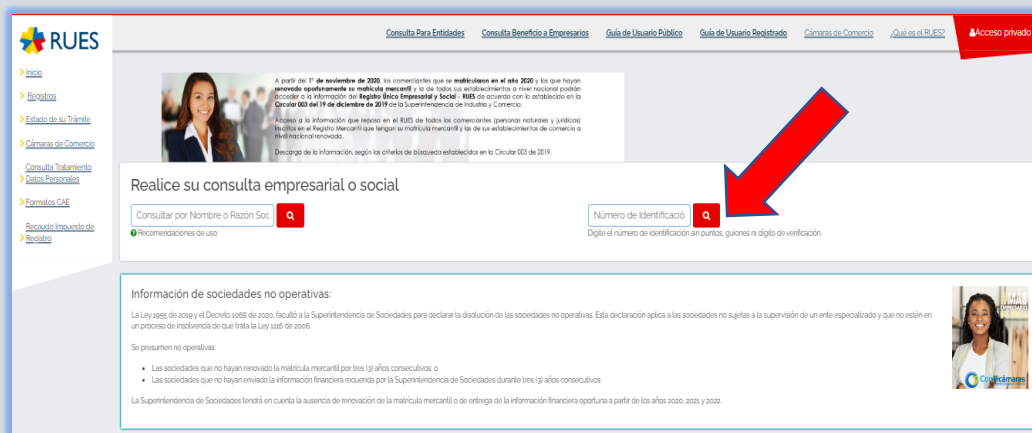 RUES
Consulta Para Entidades
Consulta Beneficio a Empresarios
Guía de Usuario Público
Guía de Usuario Registrado
Cámaras de Comercio
¿Qué es el RUES?
Acceso privado
Inicio
Registros
Estado de su Trámite
Cámaras de Comercio
Consulta Tratamiento
Datos Personales
Formatos CAE
Recaudo Impuesto de
Registro
A partir del 1° de noviembre de 2020, los comerciantes que se matricularon en el año 2020 y los que hayan
renovado oportunamente su matrícula mercantil y la de todos sus establecimientos a nivel nacional podrán
acceder a la información del Registro Único Empresarial y Social - RUES de acuerdo con lo establecido en la
Circular 003 del 19 de diciembre de 2019 de la Superintendencia de Industria y Comercio.
Acceso a la información que reposa en el RUES de todos los comerciantes (personas naturales y jurídicas)
inscritos en el Registro Mercantil que tengan su matrícula mercantil y las de sus establecimientos de comercio a
nivel nacional renovado.
Descarga de la información, según los criterios de búsqueda establecidos en la Circular 003 de 2019.
Realice su consulta empresarial o social
Consultar por Nombre o Razón Soc
Recomendaciones de uso
Número de Identificació
Digite el número de identificación sin puntos, guiones ni dígito de verificación.
Información de sociedades no operativas:
La Ley 1955 de 2019 y el Decreto 1068 de 2020, facultó a la Superintendencia de Sociedades para declarar la disolución de las sociedades no operativas. Esta declaración aplica a las sociedades no sujetas a la supervisión de un ente especializado y que no estén en
un proceso de insolvencia de que trata la Ley 1116 de 2006.
Se presumen no operativas:
• Las sociedades que no hayan renovado la matrícula mercantil por tres (3) años consecutivos; o
• Las sociedades que no hayan enviado la información financiera requerida por la Superintendencia de Sociedades durante tres (3) años consecutivos
La Superintendencia de Sociedades tendrá en cuenta la ausencia de renovación de la matrícula mercantil o de entrega de la información financiera oportuna a partir de los años 2020, 2021 y 2022.
Confecámaras